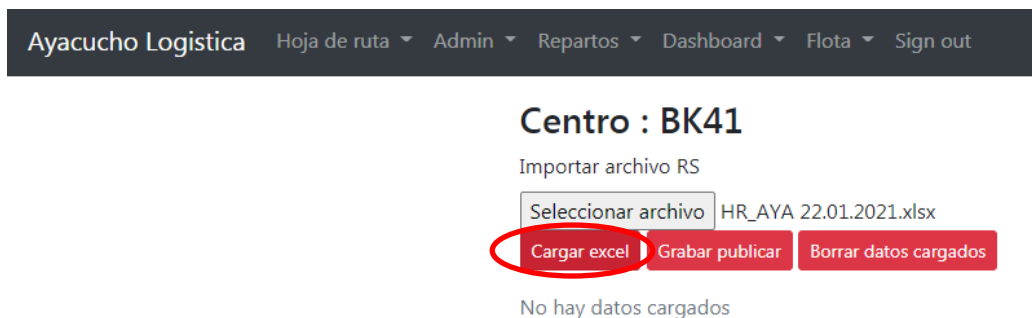 Ayacucho Logistica Hoja de ruta Admin Repartos Dashboard Flota Sign out
Centro : BK41
Importar archivo RS
Seleccionar archivo HR_AYA 22.01.2021.xlsx
Cargar excel Grabar publicar Borrar datos cargados
No hay datos cargados